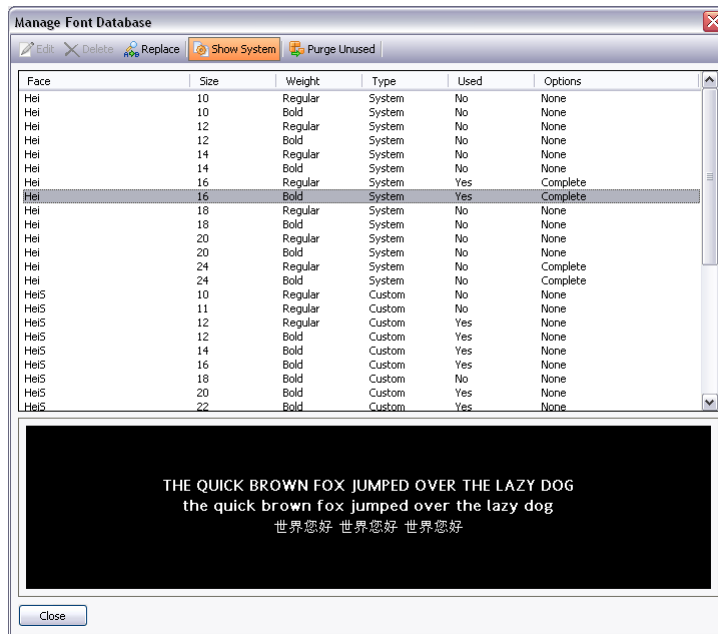 Manage Font Database
Edit Delete Replace Show System Purge Unused
Face Size Weight Type Used Options
Hei 10 Regular System No None
Hei 10 Bold System No None
Hei 12 Regular System No None
Hei 12 Bold System No None
Hei 14 Regular System No None
Hei 14 Bold System No None
Hei 16 Regular System Yes Complete
Hei 16 Bold System Yes Complete
Hei 18 Regular System No None
Hei 18 Bold System No None
Hei 20 Regular System No None
Hei 20 Bold System No None
Hei 24 Regular System No Complete
Hei 24 Bold System No Complete
HeiS 10 Regular Custom No None
HeiS 11 Regular Custom No None
HeiS 12 Regular Custom Yes None
HeiS 12 Bold Custom Yes None
HeiS 14 Bold Custom Yes None
HeiS 16 Bold Custom Yes None
HeiS 18 Bold Custom No None
HeiS 20 Bold Custom Yes None
HeiS 22 Bold Custom Yes None
THE QUICK BROWN FOX JUMPED OVER THE LAZY DOG
the quick brown fox jumped over the lazy dog
世界您好 世界您好 世界您好
Close